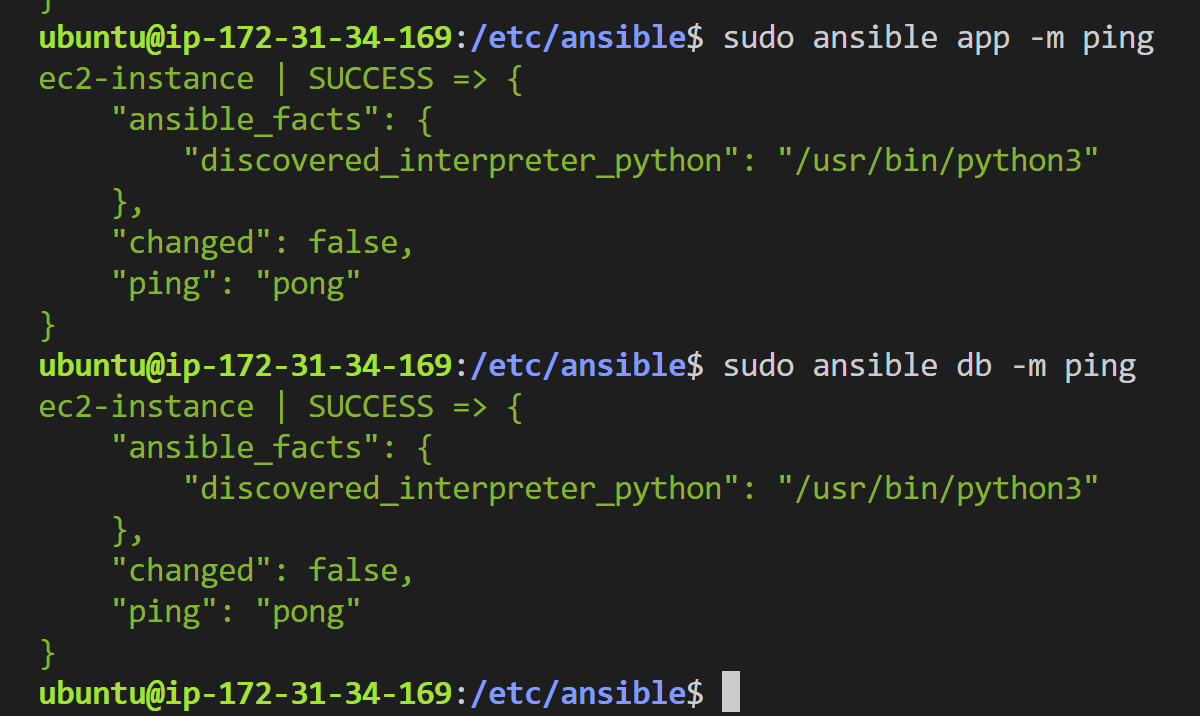 }
ubuntu@ip-172-31-34-169:/etc/ansible$ sudo ansible app -m ping
ec2-instance | SUCCESS => {
    "ansible_facts": {
        "discovered_interpreter_python": "/usr/bin/python3"
    },
    "changed": false,
    "ping": "pong"
}
ubuntu@ip-172-31-34-169:/etc/ansible$ sudo ansible db -m ping
ec2-instance | SUCCESS => {
    "ansible_facts": {
        "discovered_interpreter_python": "/usr/bin/python3"
    },
    "changed": false,
    "ping": "pong"
}
ubuntu@ip-172-31-34-169:/etc/ansible$